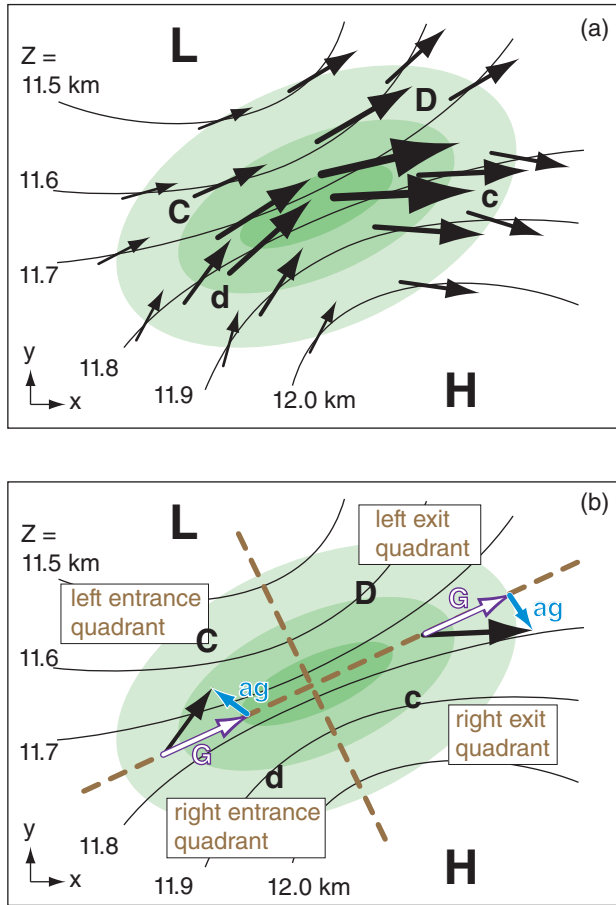 (a)
L
Z =
11.5 km
D
11.6
C
c
11.7
d
y
11.8
x
11.9
12.0 km
H
(b)
L
Z =
11.5 km
left exit
quadrant
left entrance
quadrant
D
G
ag
C
11.6
ag
c
G
right exit
quadrant
11.7
d
right entrance
quadrant
y
11.8
x
11.9
12.0 km
H